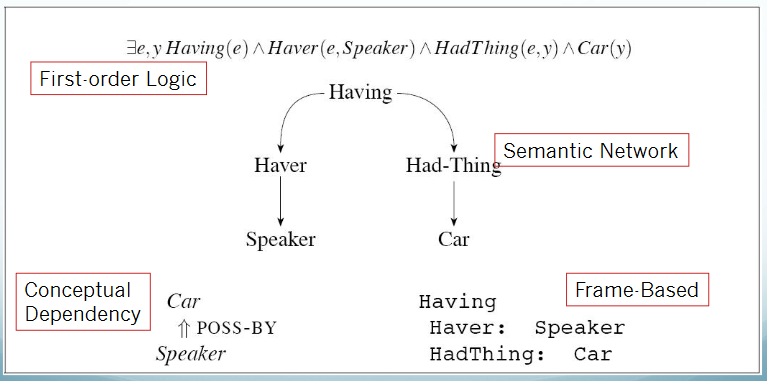 ∃e,y Having(e) ∧ Haver(e,Speaker) ∧ HadThing(e,y) ∧ Car(y)
First-order Logic
Having
Semantic Network
Haver Had-Thing
Speaker Car
Conceptual
Dependency
Car
⇑ POSS-BY
Speaker
Frame-Based
Having
Haver: Speaker
HadThing: Car